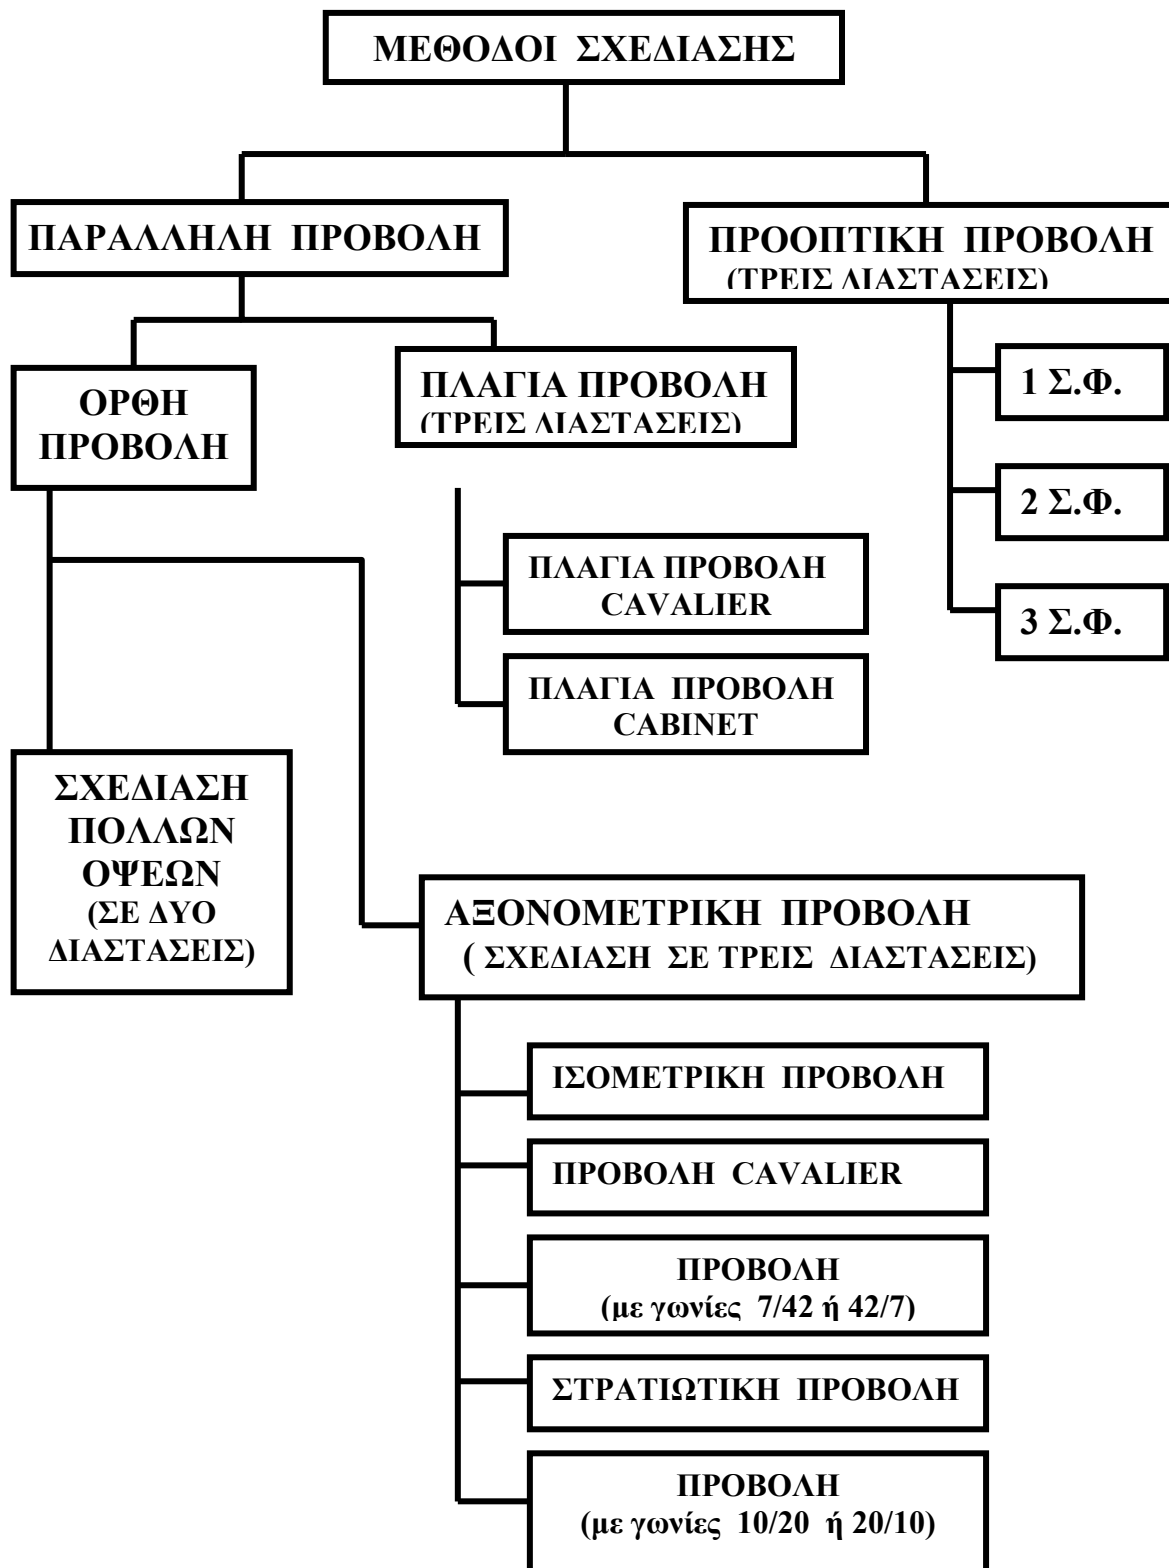 ΜΕΘΟΔΟΙ ΣΧΕΔΙΑΣΗΣ
ΠΑΡΑΛΛΗΛΗ ΠΡΟΒΟΛΗ
ΠΡΟΟΠΤΙΚΗ ΠΡΟΒΟΛΗ
(ΤΡΕΙΣ ΔΙΑΣΤΑΣΕΙΣ)
ΟΡΘΗ
ΠΡΟΒΟΛΗ
ΠΛΑΓΙΑ ΠΡΟΒΟΛΗ
(ΤΡΕΙΣ ΔΙΑΣΤΑΣΕΙΣ)
1 Σ.Φ.
2 Σ.Φ.
3 Σ.Φ.
ΠΛΑΓΙΑ ΠΡΟΒΟΛΗ
CAVALIER
ΠΛΑΓΙΑ ΠΡΟΒΟΛΗ
CABINET
ΣΧΕΔΙΑΣΗ
ΠΟΛΛΩΝ
ΟΨΕΩΝ
(ΣΕ ΔΥΟ
ΔΙΑΣΤΑΣΕΙΣ)
ΑΞΟΝΟΜΕΤΡΙΚΗ ΠΡΟΒΟΛΗ
( ΣΧΕΔΙΑΣΗ ΣΕ ΤΡΕΙΣ ΔΙΑΣΤΑΣΕΙΣ)
ΙΣΟΜΕΤΡΙΚΗ ΠΡΟΒΟΛΗ
ΠΡΟΒΟΛΗ CAVALIER
ΠΡΟΒΟΛΗ
(με γωνίες 7/42 ή 42/7)
ΣΤΡΑΤΙΩΤΙΚΗ ΠΡΟΒΟΛΗ
ΠΡΟΒΟΛΗ
(με γωνίες 10/20 ή 20/10)